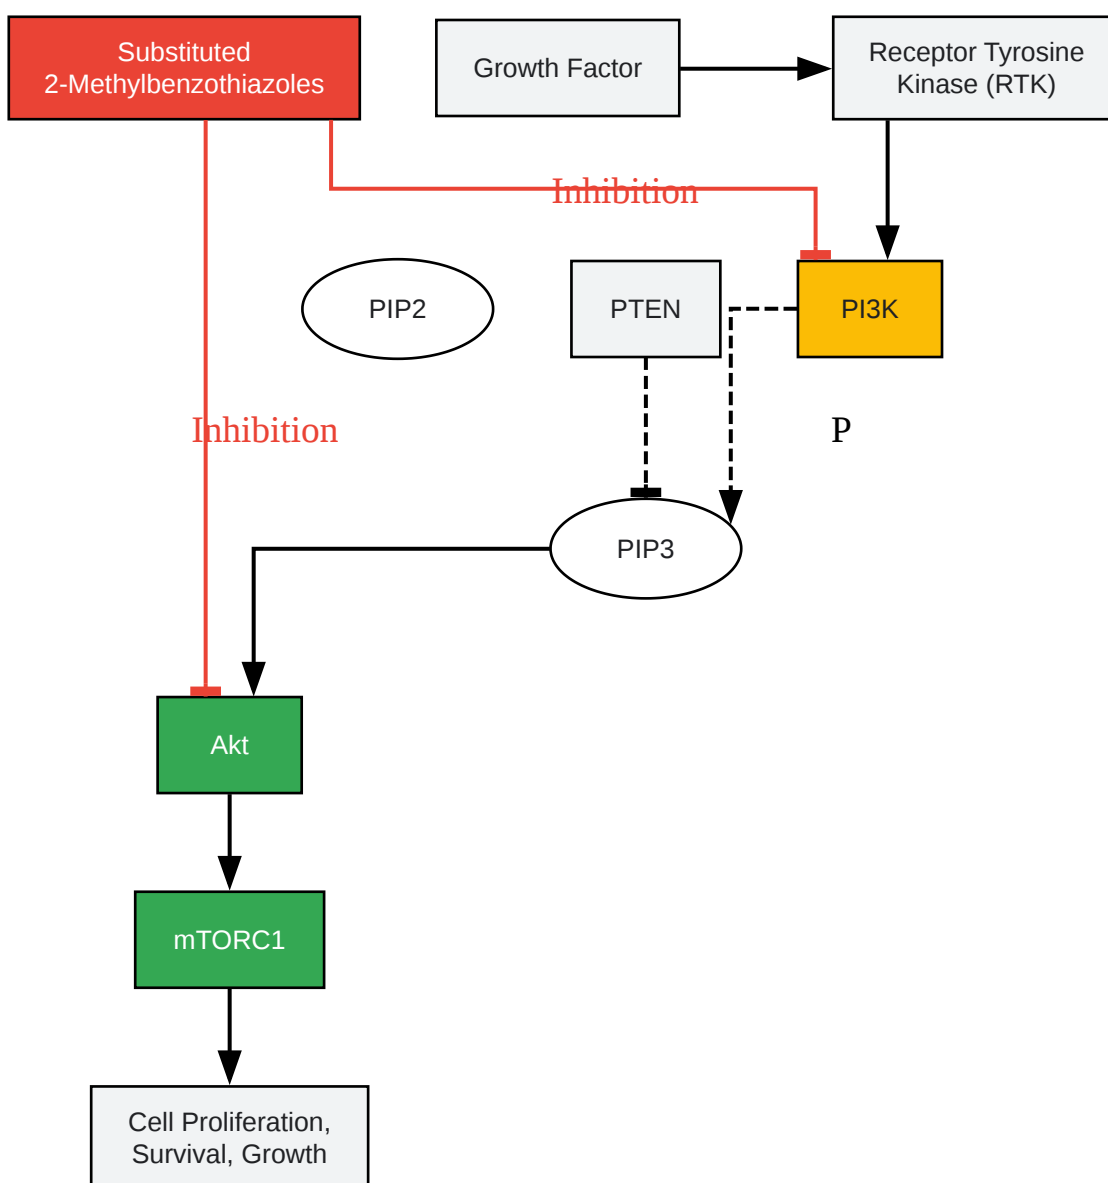 Substituted
2-Methylbenzothiazoles
Growth Factor
Receptor Tyrosine
Kinase (RTK)
Inhibition
PIP2
PTEN
PI3K
Inhibition
P
PIP3
Akt
mTORC1
Cell Proliferation,
Survival, Growth